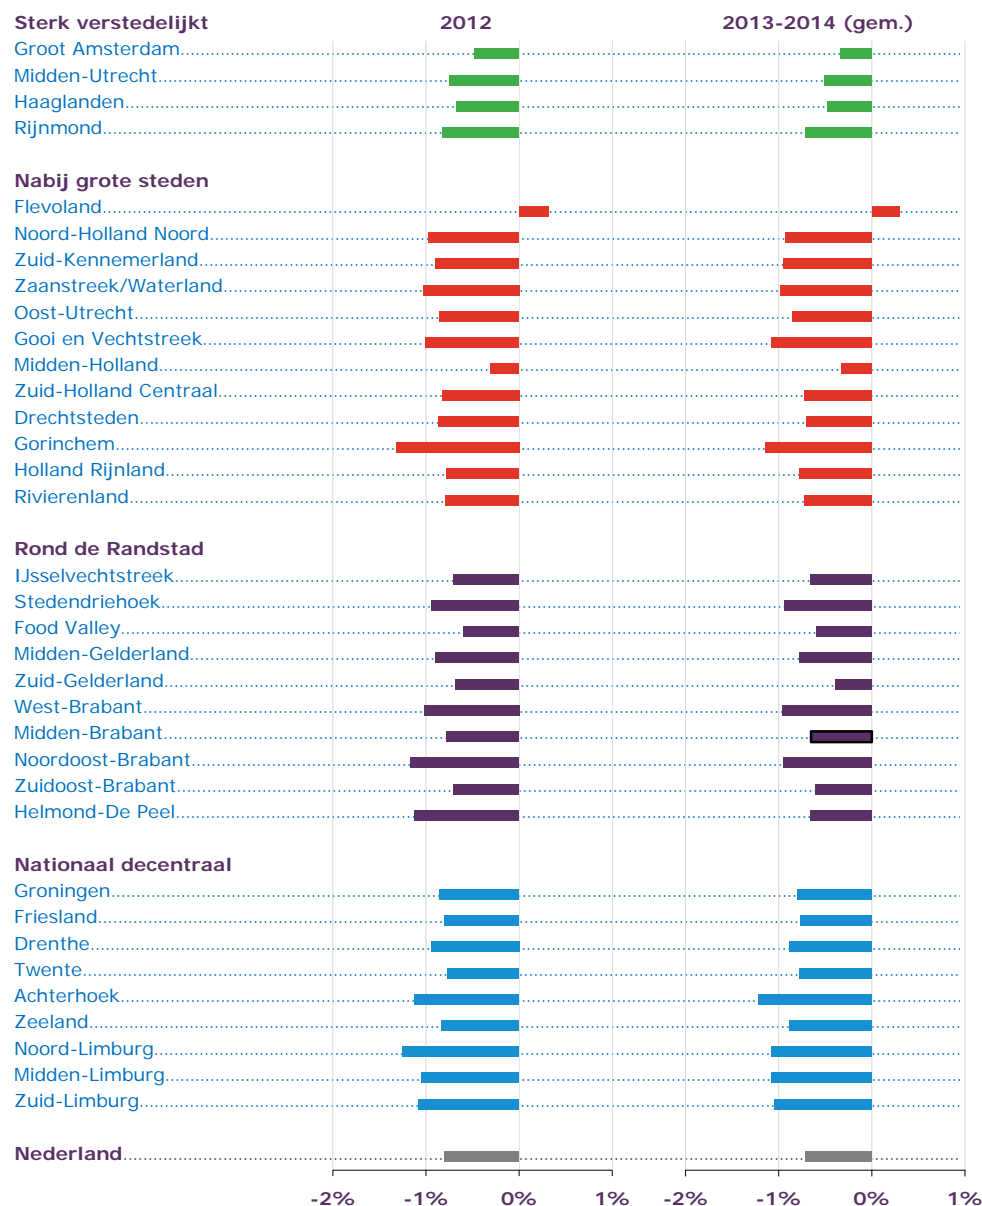 Sterk verstedelijkt 2012 2013-2014 (gem.)
Groot Amsterdam
Midden-Utrecht
Haaglanden
Rijnmond
Nabij grote steden
Flevoland
Noord-Holland Noord
Zuid-Kennemerland
Zaanstreek/Waterland
Oost-Utrecht
Gooi en Vechtstreek
Midden-Holland
Zuid-Holland Centraal
Drechtsteden
Gorinchem
Holland Rijnland
Rivierenland
Rond de Randstad
IJsselvechtstreek
Stedendriehoek
Food Valley
Midden-Gelderland
Zuid-Gelderland
West-Brabant
Midden-Brabant
Noordoost-Brabant
Zuidoost-Brabant
Helmond-De Peel
Nationaal decentraal
Groningen
Friesland
Drenthe
Twente
Achterhoek
Zeeland
Noord-Limburg
Midden-Limburg
Zuid-Limburg
Nederland
-2% -1% 0% 1% -2% -1% 0% 1%